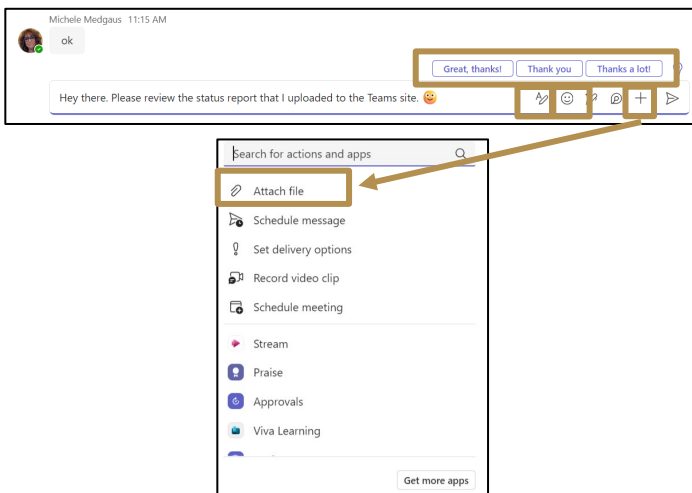 Michele Medgaus 11:15 AM
ok
Great, thanks!
Thank you
Thanks a lot!
Hey there. Please review the status report that I uploaded to the Teams site.
Search for actions and apps
Attach file
Schedule message
Set delivery options
Record video clip
Schedule meeting
Stream
Praise
Approvals
Viva Learning
Get more apps